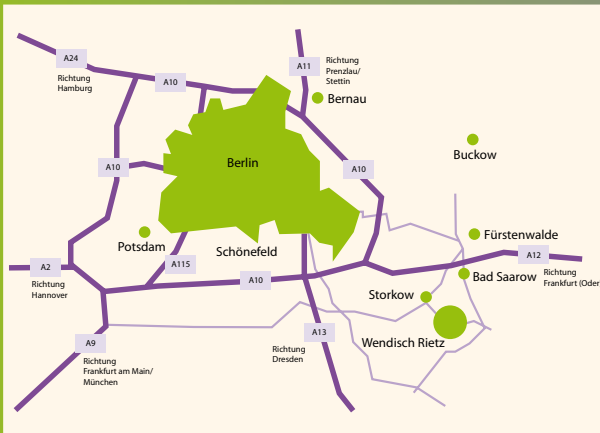 A24
Richtung
Hamburg
A10
A11
Richtung
Prenzlau/
Stettin
Bernau
A10
Berlin
A10
Buckow
Potsdam
Schönefeld
Fürstenwalde
A2
Richtung
Hannover
A115
A10
A12
Richtung
Frankfurt (Oder
Bad Saarow
Storkow
Wendisch Rietz
A9
Richtung
Frankfurt am Main/
München
A13
Richtung
Dresden